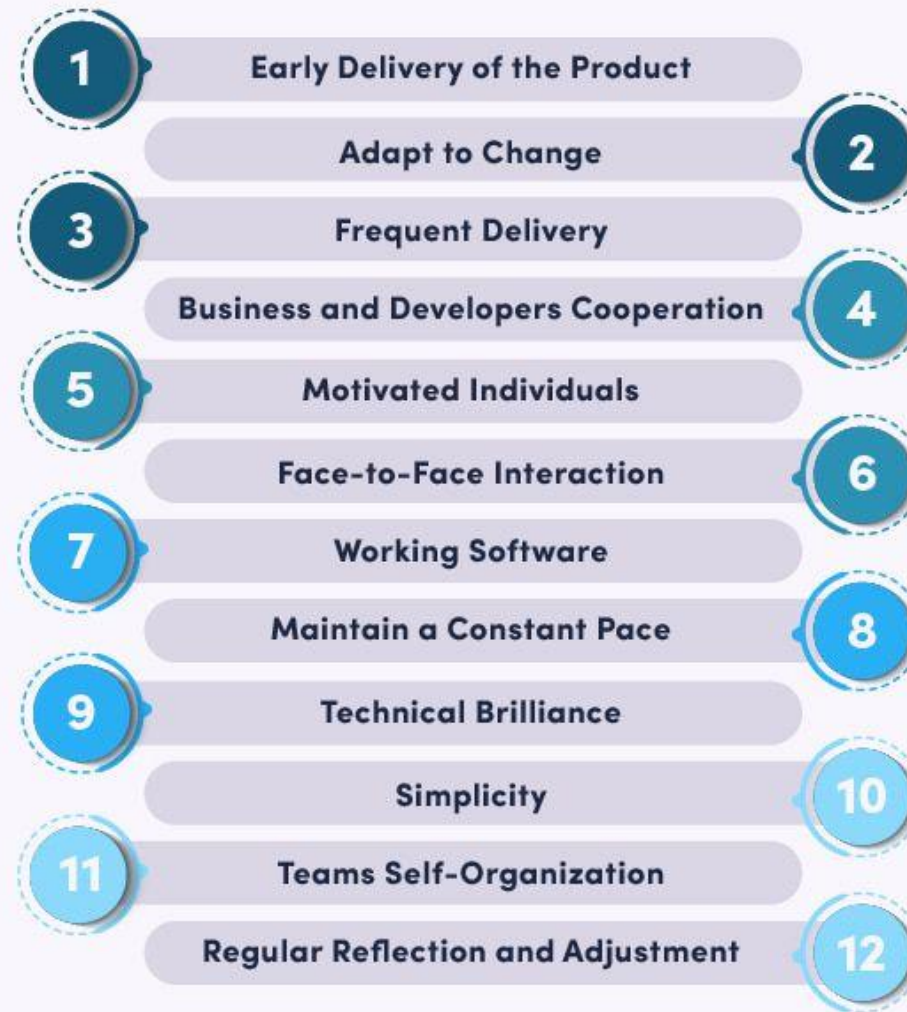 1 Early Delivery of the Product
Adapt to Change 2
3 Frequent Delivery
Business and Developers Cooperation 4
5 Motivated Individuals
Face-to-Face Interaction 6
7 Working Software
Maintain a Constant Pace 8
9 Technical Brilliance
Simplicity 10
11 Teams Self-Organization
Regular Reflection and Adjustment 12